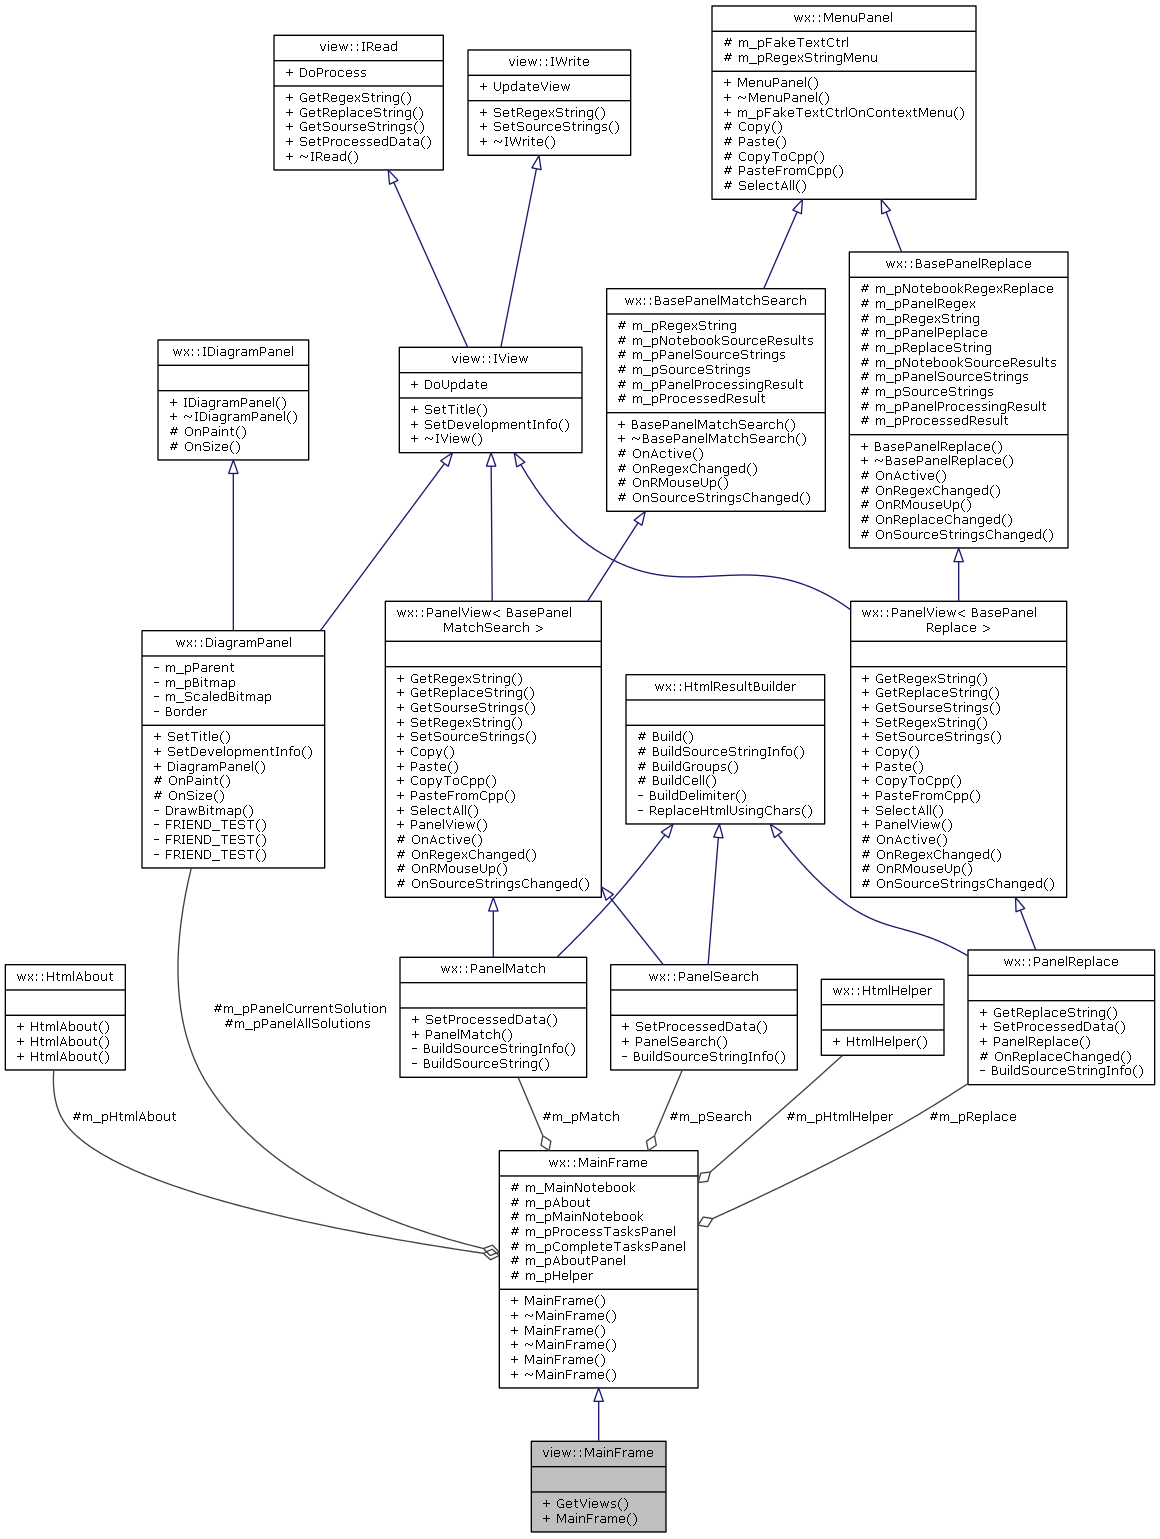 wx::MenuPanel
# m_pFakeTextCtrl
# m_pRegexStringMenu
+ MenuPanel()
+ ~MenuPanel()
+ m_pFakeTextCtrlOnContextMenu()
# Copy()
# Paste()
# CopyToCpp()
# PasteFromCpp()
# SelectAll()
view::IRead
+ DoProcess
+ GetRegexString()
+ GetReplaceString()
+ GetSourseStrings()
+ SetProcessedData()
+ ~IRead()
view::IWrite
+ UpdateView
+ SetRegexString()
+ SetSourceStrings()
+ ~IWrite()
wx::BasePanelReplace
# m_pNotebookRegexReplace
# m_pPanelRegex
# m_pRegexString
# m_pPanelPeplace
# m_pReplaceString
# m_pNotebookSourceResults
# m_pPanelSourceStrings
# m_pSourceStrings
# m_pPanelProcessingResult
# m_pProcessedResult
+ BasePanelReplace()
+ ~BasePanelReplace()
# OnActive()
# OnRegexChanged()
# OnRMouseUp()
# OnReplaceChanged()
# OnSourceStringsChanged()
wx::BasePanelMatchSearch
# m_pRegexString
# m_pNotebookSourceResults
# m_pPanelSourceStrings
# m_pSourceStrings
# m_pPanelProcessingResult
# m_pProcessedResult
+ BasePanelMatchSearch()
+ ~BasePanelMatchSearch()
# OnActive()
# OnRegexChanged()
# OnRMouseUp()
# OnSourceStringsChanged()
wx::IDiagramPanel
+ IDiagramPanel()
+ ~IDiagramPanel()
# OnPaint()
# OnSize()
view::IView
+ DoUpdate
+ SetTitle()
+ SetDevelopmentInfo()
+ ~IView()
wx::DiagramPanel
- m_pParent
- m_pBitmap
- m_ScaledBitmap
- Border
+ SetTitle()
+ SetDevelopmentInfo()
+ DiagramPanel()
# OnPaint()
# OnSize()
- DrawBitmap()
- FRIEND_TEST()
- FRIEND_TEST()
- FRIEND_TEST()
wx::PanelView< BasePanel
MatchSearch >
+ GetRegexString()
+ GetReplaceString()
+ GetSourseStrings()
+ SetRegexString()
+ SetSourceStrings()
+ Copy()
+ Paste()
+ CopyToCpp()
+ PasteFromCpp()
+ SelectAll()
+ PanelView()
# OnActive()
# OnRegexChanged()
# OnRMouseUp()
# OnSourceStringsChanged()
wx::HtmlResultBuilder
# Build()
# BuildSourceStringInfo()
# BuildGroups()
# BuildCell()
- BuildDelimiter()
- ReplaceHtmlUsingChars()
wx::PanelView< BasePanel
Replace >
+ GetRegexString()
+ GetReplaceString()
+ GetSourseStrings()
+ SetRegexString()
+ SetSourceStrings()
+ Copy()
+ Paste()
+ CopyToCpp()
+ PasteFromCpp()
+ SelectAll()
+ PanelView()
# OnActive()
# OnRegexChanged()
# OnRMouseUp()
# OnSourceStringsChanged()
wx::HtmlAbout
+ HtmlAbout()
+ HtmlAbout()
+ HtmlAbout()
#m_pPanelCurrentSolution
#m_pPanelAllSolutions
wx::PanelMatch
+ SetProcessedData()
+ PanelMatch()
- BuildSourceStringInfo()
- BuildSourceString()
wx::PanelSearch
+ SetProcessedData()
+ PanelSearch()
- BuildSourceStringInfo()
wx::HtmlHelper
+ HtmlHelper()
wx::PanelReplace
+ GetReplaceString()
+ SetProcessedData()
+ PanelReplace()
# OnReplaceChanged()
- BuildSourceStringInfo()
#m_pHtmlAbout
#m_pMatch
#m_pSearch
#m_pHtmlHelper
#m_pReplace
wx::MainFrame
# m_MainNotebook
# m_pAbout
# m_pMainNotebook
# m_pProcessTasksPanel
# m_pCompleteTasksPanel
# m_pAboutPanel
# m_pHelper
+ MainFrame()
+ ~MainFrame()
+ MainFrame()
+ ~MainFrame()
+ MainFrame()
+ ~MainFrame()
view::MainFrame
+ GetViews()
+ MainFrame()